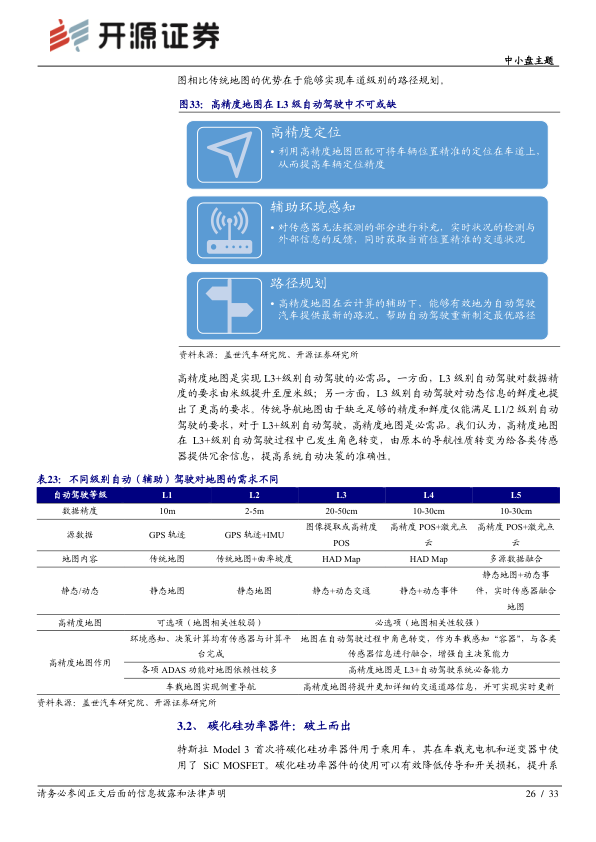 开源证券
中小盘主题
图相比传统地图的优势在于能够实现车道级别的路径规划。
图33：高精度地图在 L3 级自动驾驶中不可或缺
高精度定位
• 利用高精度地图匹配可将车辆位置精准的定位在车道上，
从而提高车辆定位精度
辅助环境感知
• 对传感器无法探测的部分进行补充，实时状况的检测与
外部信息的反馈，同时获取当前位置精准的交通状况
路径规划
• 高精度地图在云计算的辅助下，能够有效地为自动驾驶
汽车提供最新的路况，帮助自动驾驶重新制定最优路径
资料来源：盖世汽车研究院、开源证券研究所
高精度地图是实现 L3+级别自动驾驶的必需品。一方面，L3 级别自动驾驶对数据精
度的要求由米级提升至厘米级；另一方面，L3 级别自动驾驶对动态信息的鲜度也提
出了更高的要求。传统导航地图由于缺乏足够的精度和鲜度仅能满足 L1/2 级别自动
驾驶的要求，对于 L3+级别自动驾驶，高精度地图是必需品。我们认为，高精度地图
在 L3+级别自动驾驶过程中已发生角色转变，由原本的导航性质转变为给各类传感
器提供冗余信息，提高系统自动决策的准确性。
表23：不同级别自动（辅助）驾驶对地图的需求不同
自动驾驶等级 L1 L2 L3 L4 L5
数据精度 10m 2-5m 20-50cm 10-30cm 10-30cm
源数据 GPS 轨迹 GPS 轨迹+IMU 图像提取或高精度 高精度 POS+激光点 高精度 POS+激光点
POS 云 云
地图内容 传统地图 传统地图+曲率坡度 HAD Map HAD Map 多源数据融合
静态/动态 静态地图 静态地图 静态+动态交通 静态+动态事件 静态地图+动态事
件，实时传感器融合
地图
高精度地图 可选项（地图相关性较弱） 必选项（地图相关性较强）
高精度地图作用 环境感知、决策计算均有传感器与计算平 地图在自动驾驶过程中角色转变，作为车载感知“容器”，与各类
台完成 传感器信息进行融合，增强自主决策能力
各项 ADAS 功能对地图依赖性较多 高精度地图是 L3+自动驾驶系统必备能力
车载地图实现侧重导航 高精度地图将提升更加详细的交通道路信息，并可实现实时更新
资料来源：盖世汽车研究院、开源证券研究所
3.2、 碳化硅功率器件：破土而出
特斯拉 Model 3 首次将碳化硅功率器件用于乘用车，其在车载充电机和逆变器中使
用了 SiC MOSFET。碳化硅功率器件的使用可以有效降低传导和开关损耗，提升系
请务必参阅正文后面的信息披露和法律声明
26 / 33